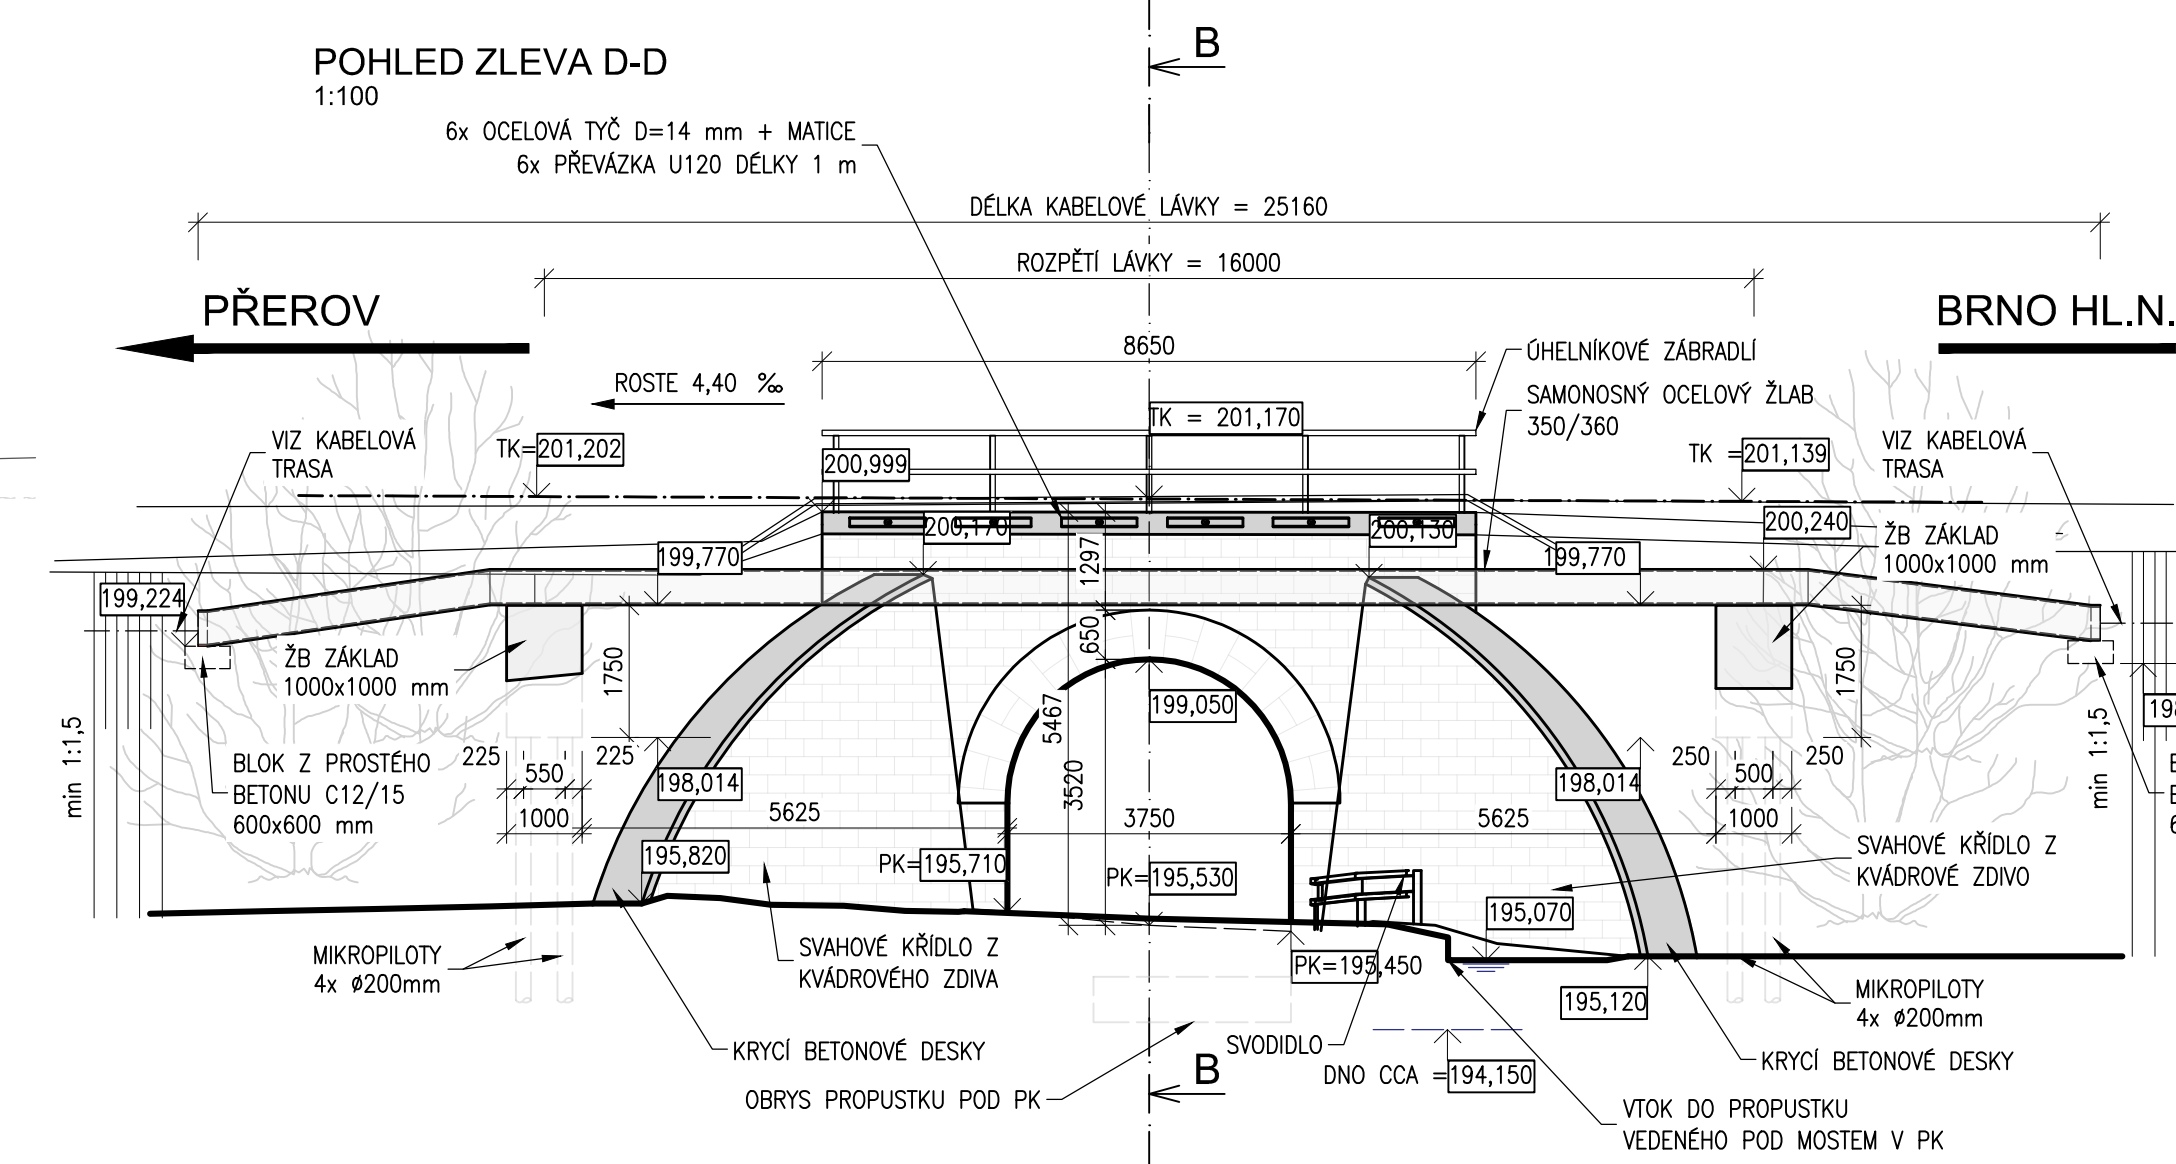 POHLED ZLEVA D-D
1:100
B
6x OCELOVÁ TYČ D=14 mm + MATICE
6x PŘEVÁZKA U120 DÉLKY 1 m
DÉLKA KABELOVÉ LÁVKY = 25160
ROZPĚTÍ LÁVKY = 16000
PŘEROV
BRNO HL.N.
8650
ÚHELNÍKOVÉ ZÁBRADLÍ
ROSTE 4,40 ‰
SAMONOSNÝ OCELOVÝ ŽLAB
350/360
TK = 201,170
VIZ KABELOVÁ
TRASA
TK=201,202
200,999
TK =201,139
VIZ KABELOVÁ
TRASA
200,170
200,130
200,240
199,770
1297
199,770
ŽB ZÁKLAD
1000x1000 mm
199,224
650
ŽB ZÁKLAD
1000x1000 mm
1750
1750
199,050
5467
3520
198
min 1:1,5
min 1:1,5
225
550
225
198,014
198,014
250
500
250
BLOK Z PROSTÉHO
BETONU C12/15
600x600 mm
1000
5625
3750
5625
1000
195,820
PK=195,710
PK=195,530
SVAHOVÉ KŘÍDLO Z
KVÁDROVÉ ZDIVO
195,070
MIKROPILOTY
4x ø200mm
SVAHOVÉ KŘÍDLO Z
KVÁDROVÉHO ZDIVA
PK=195,450
195,120
MIKROPILOTY
4x ø200mm
KRYCÍ BETONOVÉ DESKY
SVODIDLO
KRYCÍ BETONOVÉ DESKY
B
DNO CCA =194,150
OBRYS PROPUSTKU POD PK
VTOK DO PROPUSTKU
VEDENÉHO POD MOSTEM V PK